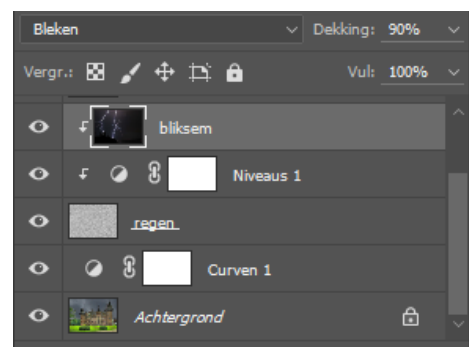 Bleken Dekking: 90%
Vergr.: Vul: 100%
bliksem
Niveaus 1
regen
Curven 1
Achtergrond